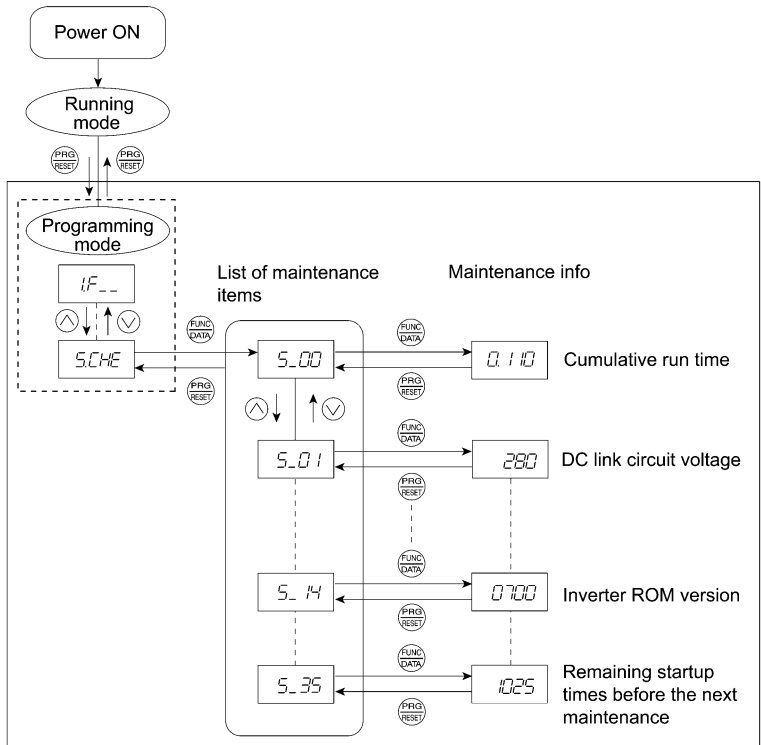 Power ON
Running
mode
PRG
RESET
PRG
RESET
Programming
mode
1.F_ _
5.CHE
FUNC
DATA
PRG
RESET
List of maintenance
items
Maintenance info
5_00
FUNC
DATA
PRG
RESET
0.110
Cumulative run time
5_01
FUNC
DATA
PRG
RESET
280
DC link circuit voltage
5_14
FUNC
DATA
PRG
RESET
0700
Inverter ROM version
5_35
FUNC
DATA
PRG
RESET
1025
Remaining startup
times before the next
maintenance